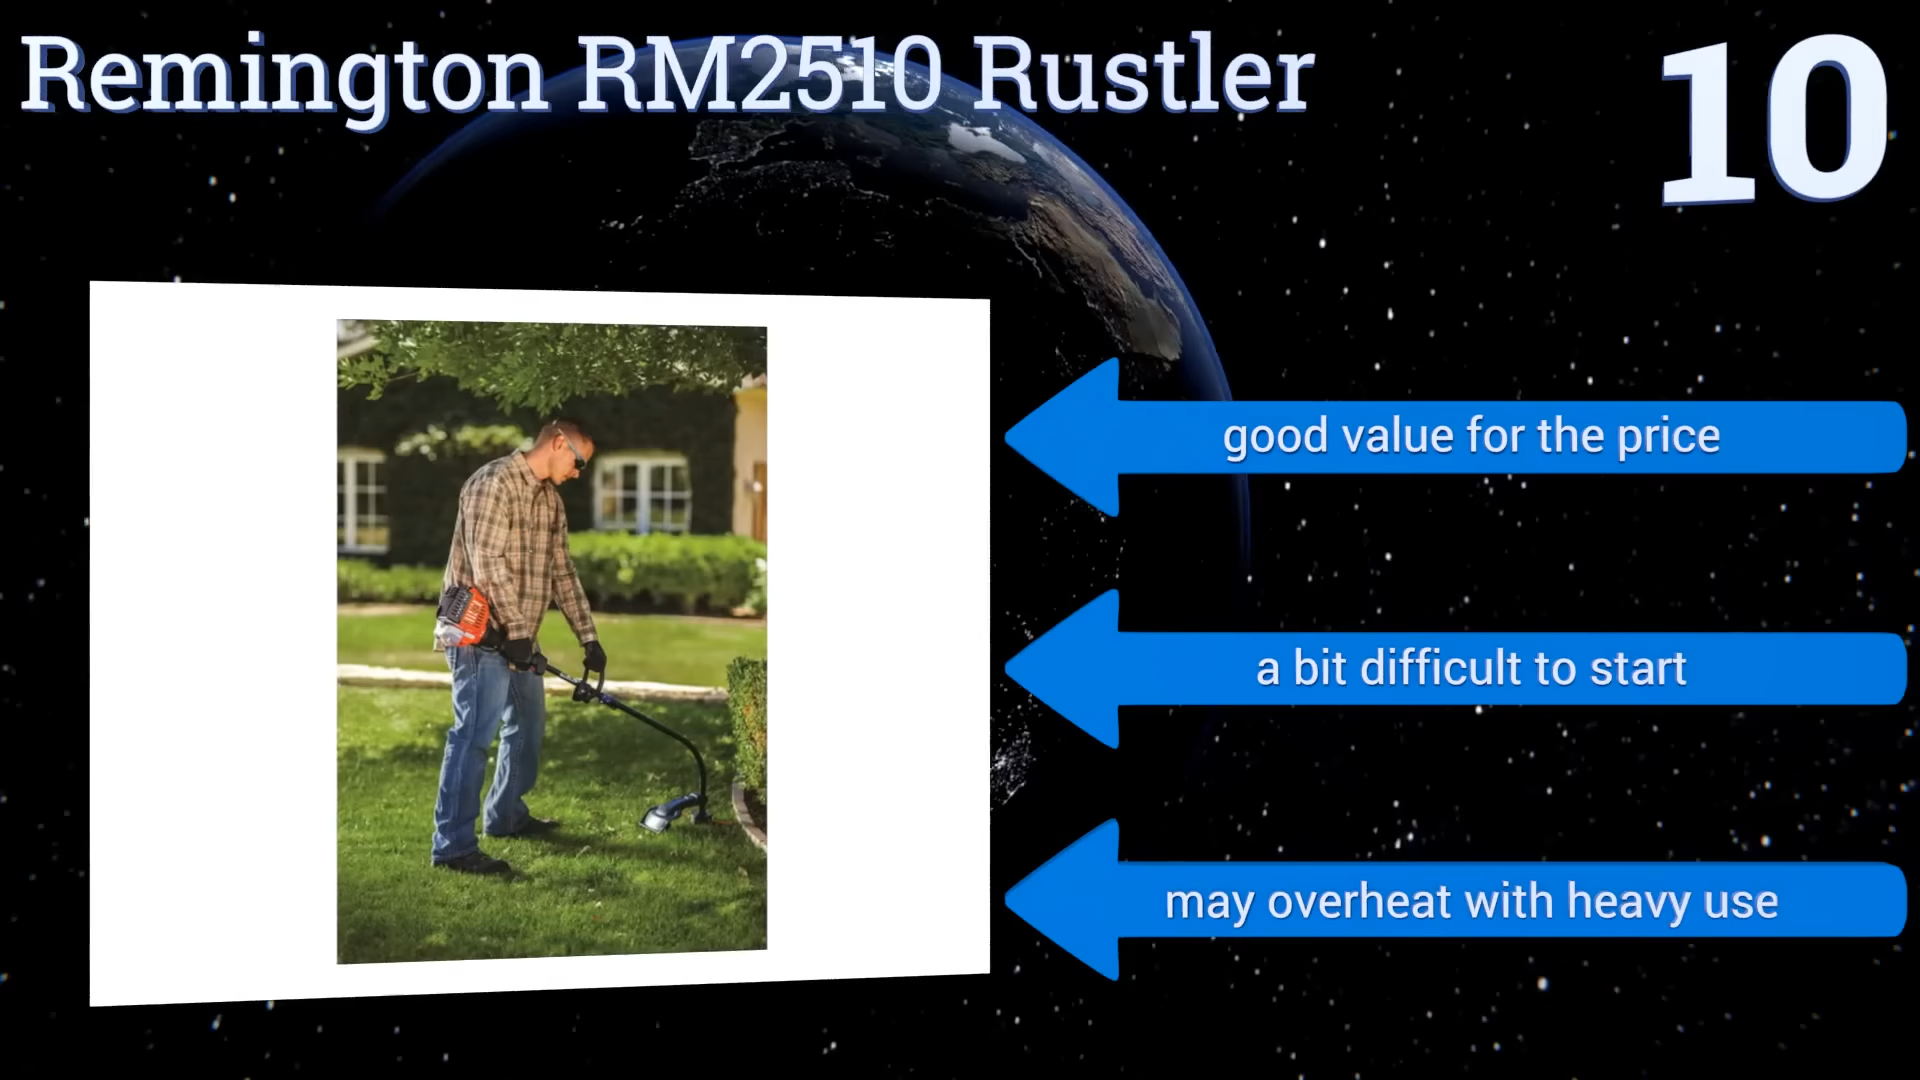 Remington RM2510 Rustler
10
good value for the price
a bit difficult to start
may overheat with heavy use